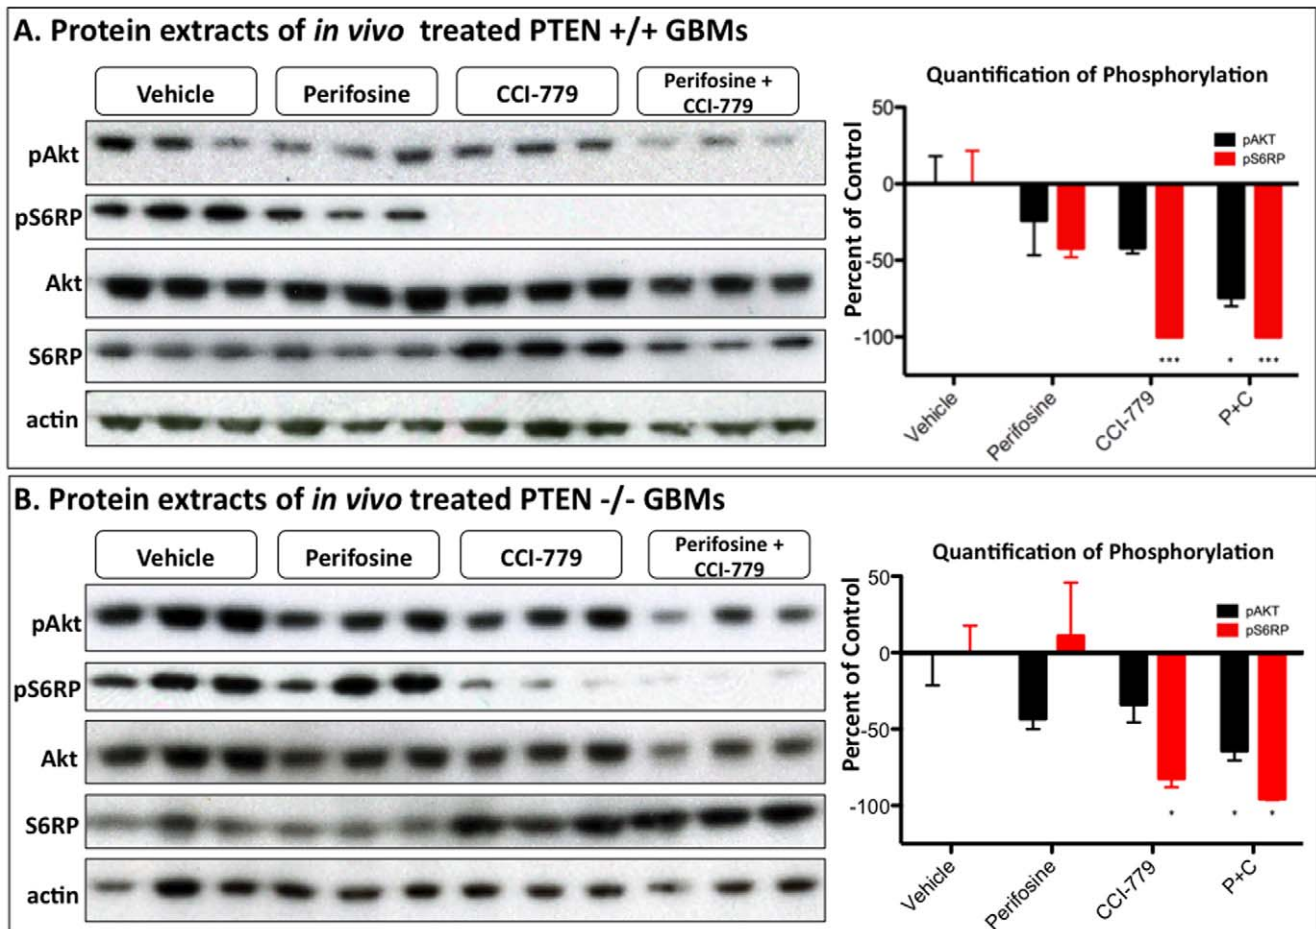 A. Protein extracts of in vivo treated PTEN +/+ GBMs
Vehicle
Perifosine
CCI-779
Perifosine +
CCI-779
pAkt
pS6RP
Akt
S6RP
actin
Quantification of Phosphorylation
Percent of Control
50
0
-50
-100
pAKT
pS6RP
***
*
***
Vehicle
Perifosine
CCI-779
P+C
B. Protein extracts of in vivo treated PTEN -/- GBMs
Vehicle
Perifosine
CCI-779
Perifosine +
CCI-779
pAkt
pS6RP
Akt
S6RP
actin
Quantification of Phosphorylation
Percent of Control
50
0
-50
-100
pAKT
pS6RP
*
*
*
Vehicle
Perifosine
CCI-779
P+C